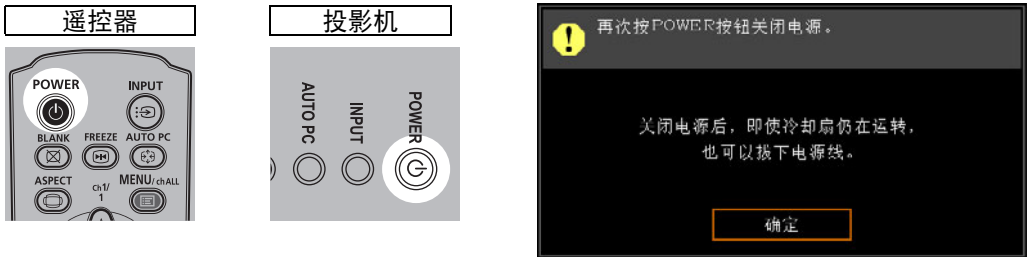 遥控器
POWER
INPUT
BLANK
FREEZE
AUTO PC
ASPECT
Ch1/
1
MENU/chALL
投影机
AUTO PC
INPUT
POWER
再次按POWER按钮关闭电源。
关闭电源后，即使冷却扇仍在运转，
也可以拔下电源线。
确定